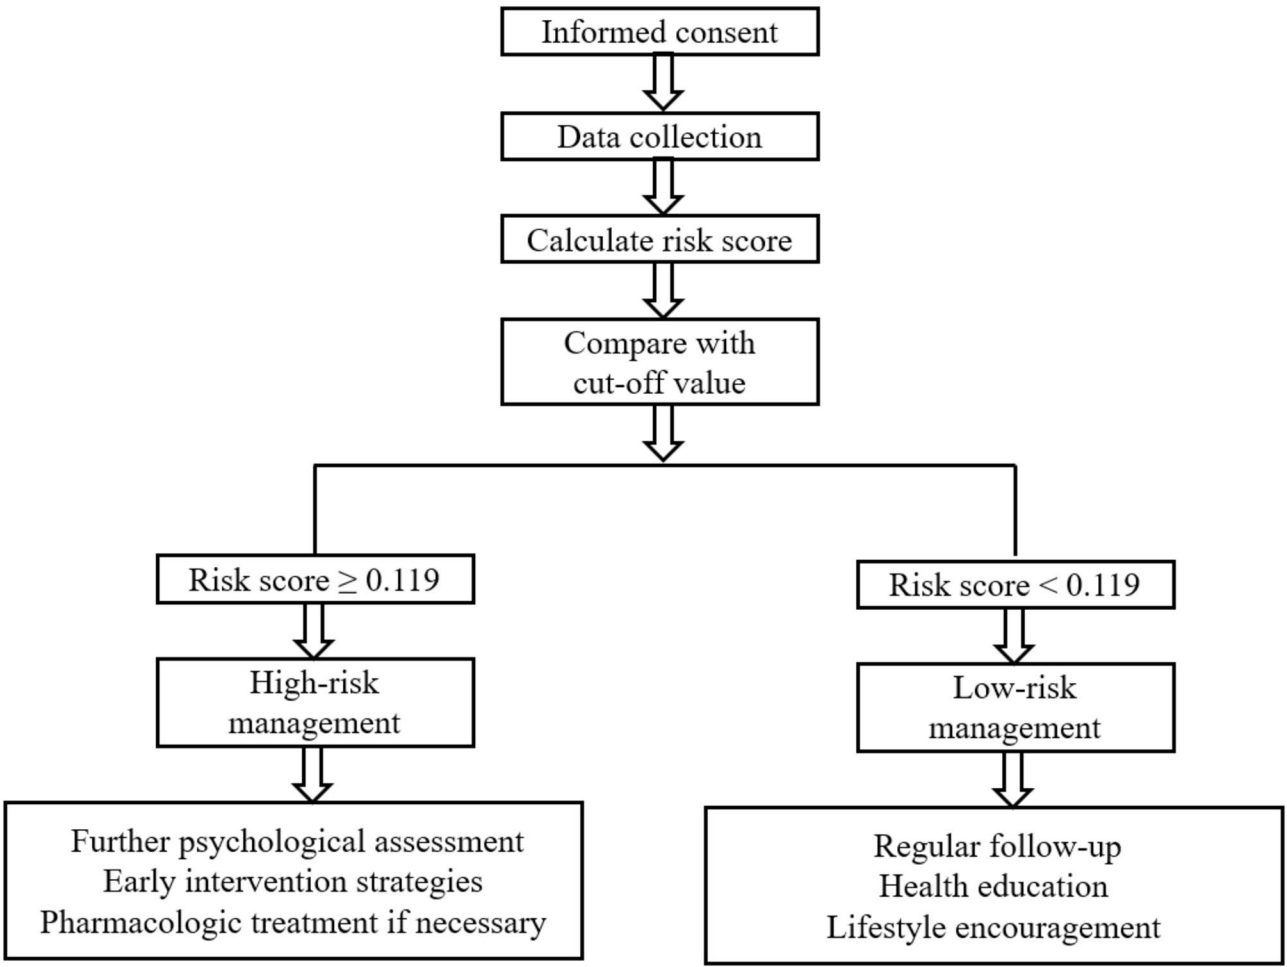 Informed consent
Data collection
Calculate risk score
Compare with
cut-off value
Risk score ≥ 0.119
High-risk
management
Further psychological assessment
Early intervention strategies
Pharmacologic treatment if necessary
Risk score < 0.119
Low-risk
management
Regular follow-up
Health education
Lifestyle encouragement